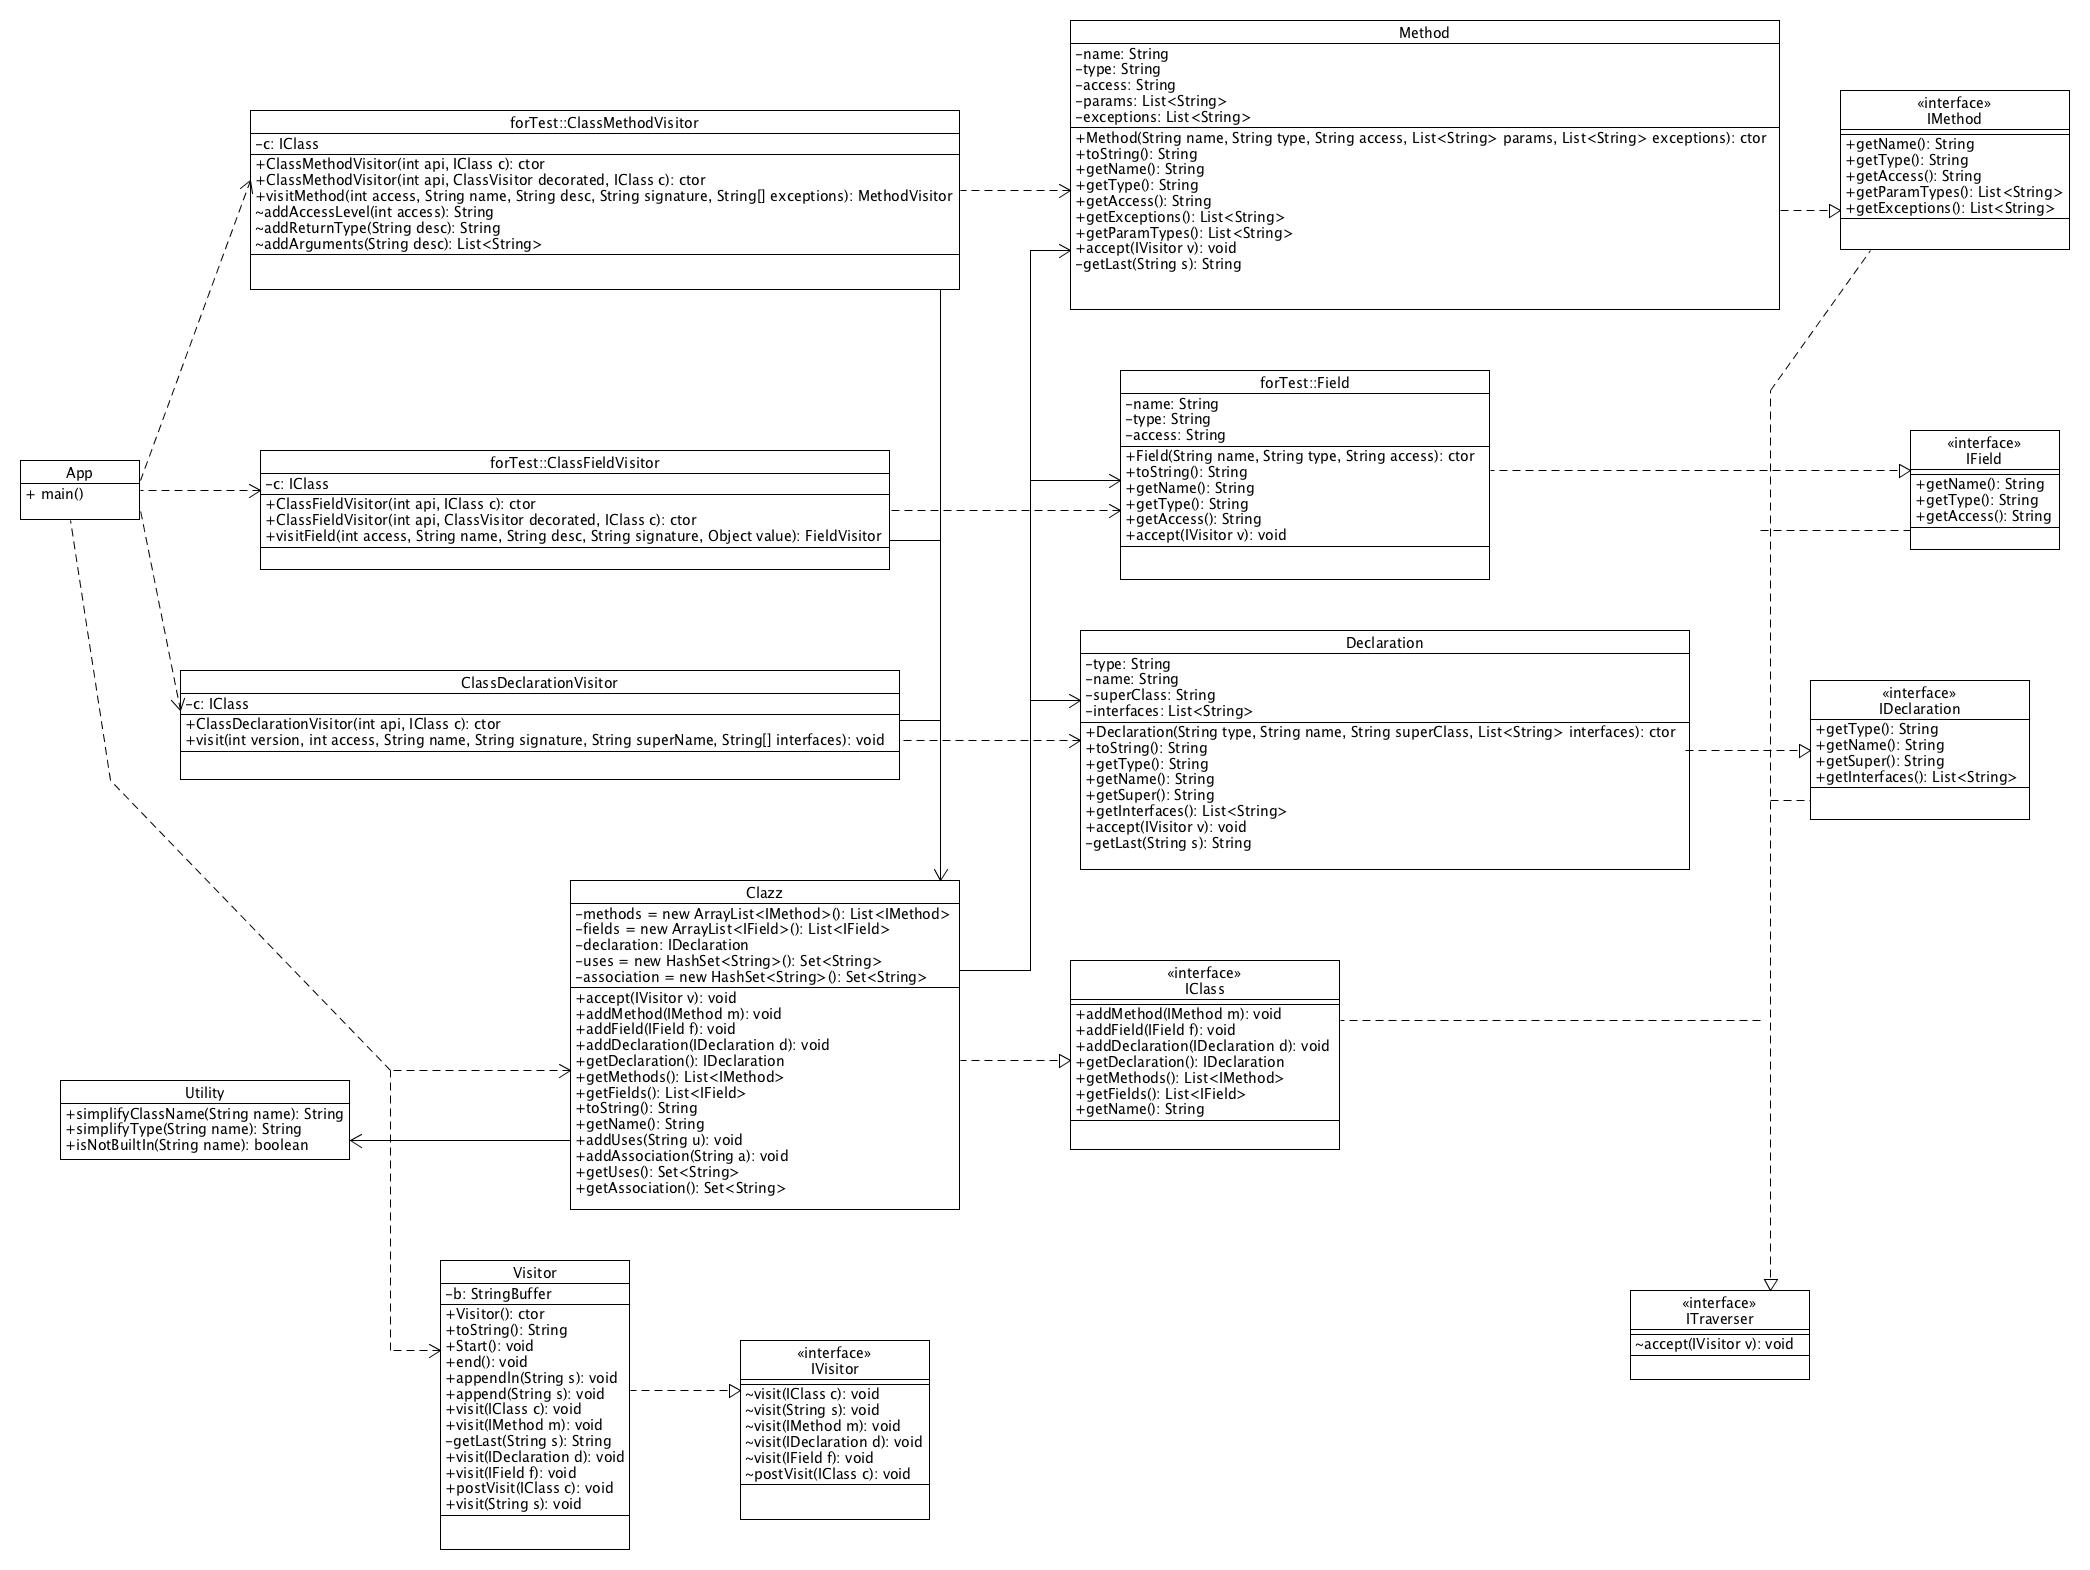 Method
-name: String
-type: String
-access: String
-params: List<String>
-exceptions: List<String>
+Method(String name, String type, String access, List<String> params, List<String> exceptions): ctor
+toString(): String
+getName(): String
+getType(): String
+getAccess(): String
+getExceptions(): List<String>
+getParamTypes(): List<String>
+accept(IVisitor v): void
-getLast(String s): String
«interface»
IMethod
+getName(): String
+getType(): String
+getAccess(): String
+getParamTypes(): List<String>
+getExceptions(): List<String>
forTest::ClassMethodVisitor
-c: IClass
+ClassMethodVisitor(int api, IClass c): ctor
+ClassMethodVisitor(int api, ClassVisitor decorated, IClass c): ctor
+visitMethod(int access, String name, String desc, String signature, String[] exceptions): MethodVisitor
~addAccessLevel(int access): String
~addReturnType(String desc): String
~addArguments(String desc): List<String>
forTest::Field
-name: String
-type: String
-access: String
+Field(String name, String type, String access): ctor
+toString(): String
+getName(): String
+getType(): String
+getAccess(): String
+accept(IVisitor v): void
«interface»
IField
+getName(): String
+getType(): String
+getAccess(): String
App
+ main()
forTest::ClassFieldVisitor
-c: IClass
+ClassFieldVisitor(int api, IClass c): ctor
+ClassFieldVisitor(int api, ClassVisitor decorated, IClass c): ctor
+visitField(int access, String name, String desc, String signature, Object value): FieldVisitor
Declaration
-type: String
-name: String
-superClass: String
-interfaces: List<String>
+Declaration(String type, String name, String superClass, List<String> interfaces): ctor
+toString(): String
+getType(): String
+getName(): String
+getSuper(): String
+getInterfaces(): List<String>
+accept(IVisitor v): void
-getLast(String s): String
«interface»
IDeclaration
+getType(): String
+getName(): String
+getSuper(): String
+getInterfaces(): List<String>
ClassDeclarationVisitor
-c: IClass
+ClassDeclarationVisitor(int api, IClass c): ctor
+visit(int version, int access, String name, String signature, String superName, String[] interfaces): void
Clazz
-methods = new ArrayList<IMethod>(): List<IMethod>
-fields = new ArrayList<IField>(): List<IField>
-declaration: IDeclaration
-uses = new HashSet<String>(): Set<String>
-association = new HashSet<String>(): Set<String>
+accept(IVisitor v): void
+addMethod(IMethod m): void
+addField(IField f): void
+addDeclaration(IDeclaration d): void
+getDeclaration(): IDeclaration
+getMethods(): List<IMethod>
+getFields(): List<IField>
+toString(): String
+getName(): String
+addUses(String u): void
+addAssociation(String a): void
+getUses(): Set<String>
+getAssociation(): Set<String>
«interface»
IClass
+addMethod(IMethod m): void
+addField(IField f): void
+addDeclaration(IDeclaration d): void
+getDeclaration(): IDeclaration
+getMethods(): List<IMethod>
+getFields(): List<IField>
+getName(): String
Utility
+simplifyClassName(String name): String
+simplifyType(String name): String
+isNotBuiltIn(String name): boolean
Visitor
-b: StringBuffer
+Visitor(): ctor
+toString(): String
+Start(): void
+end(): void
+appendln(String s): void
+append(String s): void
+visit(IClass c): void
+visit(IMethod m): void
-getLast(String s): String
+visit(IDeclaration d): void
+visit(IField f): void
+postVisit(IClass c): void
+visit(String s): void
«interface»
IVisitor
~visit(IClass c): void
~visit(String s): void
~visit(IMethod m): void
~visit(IDeclaration d): void
~visit(IField f): void
~postVisit(IClass c): void
«interface»
ITraverser
~accept(IVisitor v): void